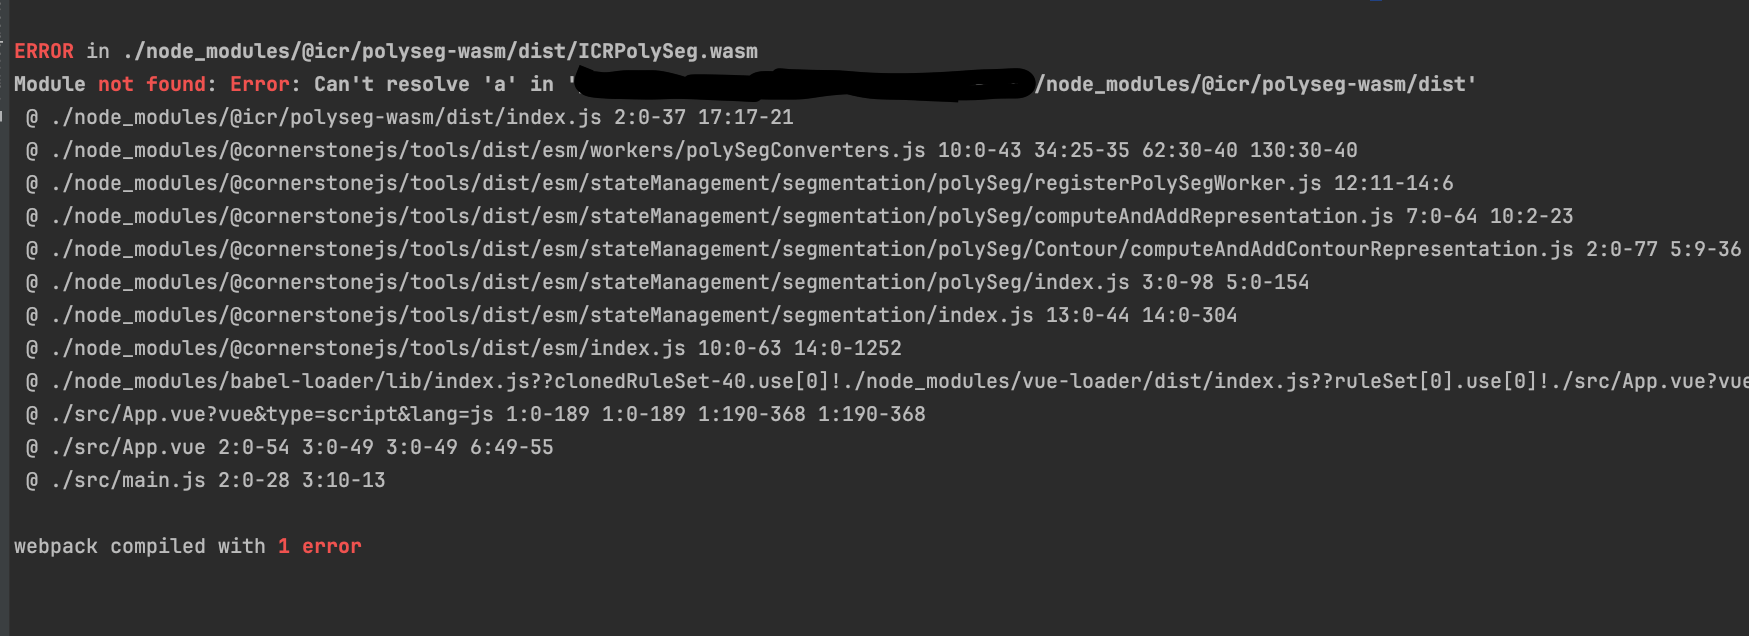 ERROR in ./node_modules/@icr/polyseg-wasm/dist/ICRPolySeg.wasm
Module not found: Error: Can't resolve 'a' in '/node_modules/@icr/polyseg-wasm/dist'
@ ./node_modules/@icr/polyseg-wasm/dist/index.js 2:0-37 17:17-21
@ ./node_modules/@cornerstonejs/tools/dist/esm/workers/polySegConverters.js 10:0-43 34:25-35 62:30-40 130:30-40
@ ./node_modules/@cornerstonejs/tools/dist/esm/stateManagement/segmentation/polySeg/registerPolySegWorker.js 12:11-14:6
@ ./node_modules/@cornerstonejs/tools/dist/esm/stateManagement/segmentation/polySeg/computeAndAddRepresentation.js 7:0-64 10:2-23
@ ./node_modules/@cornerstonejs/tools/dist/esm/stateManagement/segmentation/polySeg/Contour/computeAndAddContourRepresentation.js 2:0-77 5:9-36
@ ./node_modules/@cornerstonejs/tools/dist/esm/stateManagement/segmentation/polySeg/index.js 3:0-98 5:0-154
@ ./node_modules/@cornerstonejs/tools/dist/esm/stateManagement/segmentation/index.js 13:0-44 14:0-304
@ ./node_modules/@cornerstonejs/tools/dist/esm/index.js 10:0-63 14:0-1252
@ ./node_modules/babel-loader/lib/index.js??clonedRuleSet-40.use[0]!./node_modules/vue-loader/dist/index.js??ruleSet[0].use[0]!./src/App.vue?vue
@ ./src/App.vue?vue&type=script&lang=js 1:0-189 1:0-189 1:190-368 1:190-368
@ ./src/App.vue 2:0-54 3:0-49 3:0-49 6:49-55
@ ./src/main.js 2:0-28 3:10-13
webpack compiled with 1 error